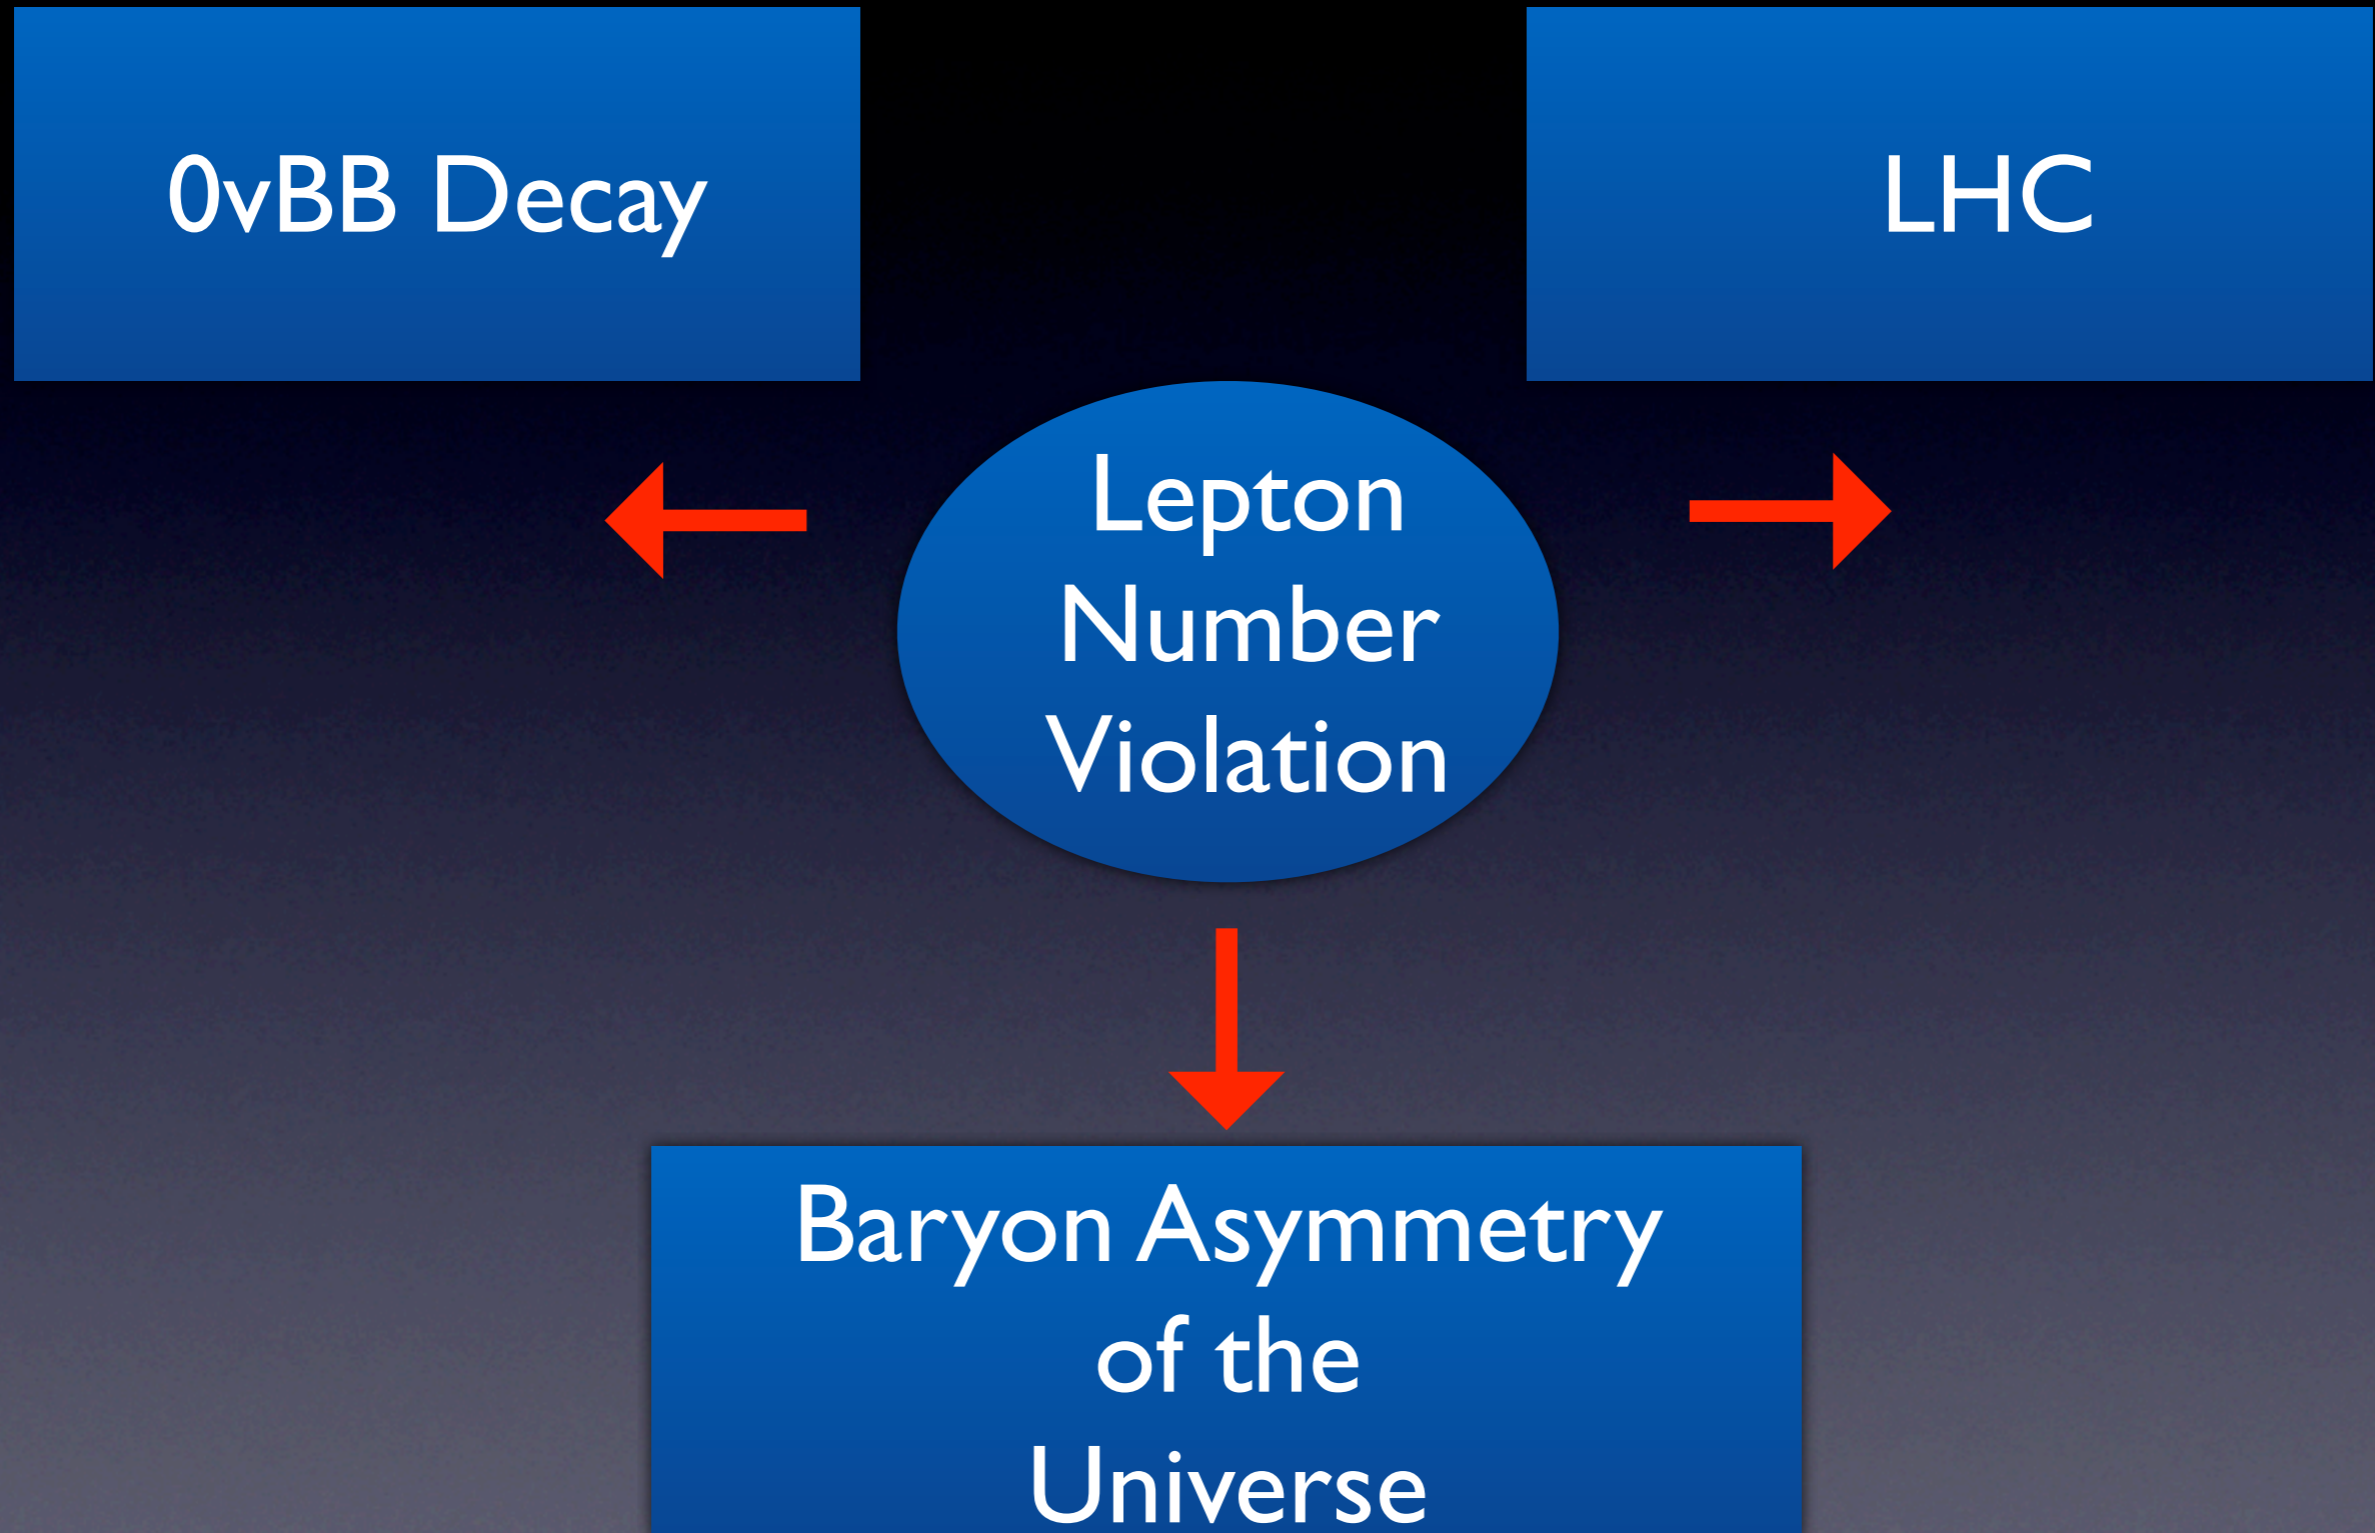 0vBB Decay
LHC
Lepton
Number
Violation
Baryon Asymmetry
of the
Universe